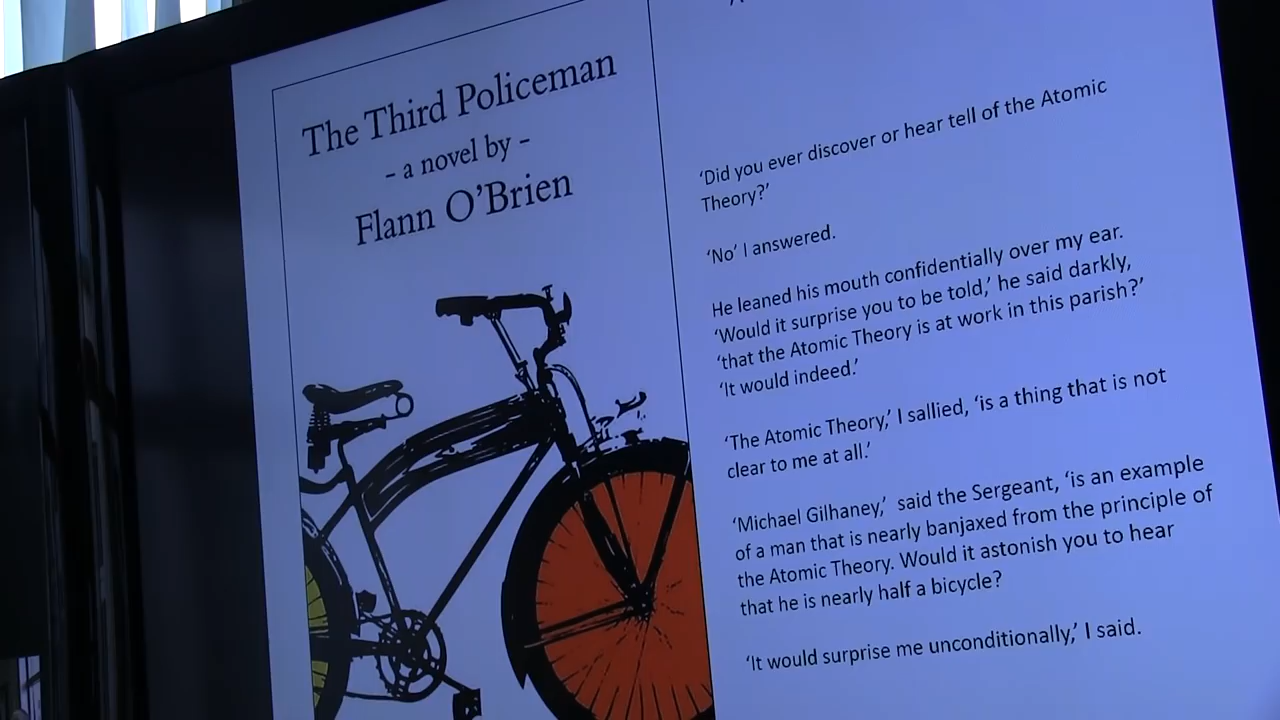 The Third Policeman
– a novel by –
Flann O’Brien
‘Did you ever discover or hear tell of the Atomic
Theory?’
‘No’ I answered.
He leaned his mouth confidentially over my ear.
‘Would it surprise you to be told,’ he said darkly,
‘that the Atomic Theory is at work in this parish?’
‘It would indeed.’
‘The Atomic Theory,’ I sallied, ‘is a thing that is not
clear to me at all.’
‘Michael Gilhaney,’ said the Sergeant, ‘is an example
of a man that is nearly banjaxed from the principle of
the Atomic Theory. Would it astonish you to hear
that he is nearly half a bicycle?
‘It would surprise me unconditionally,’ I said.